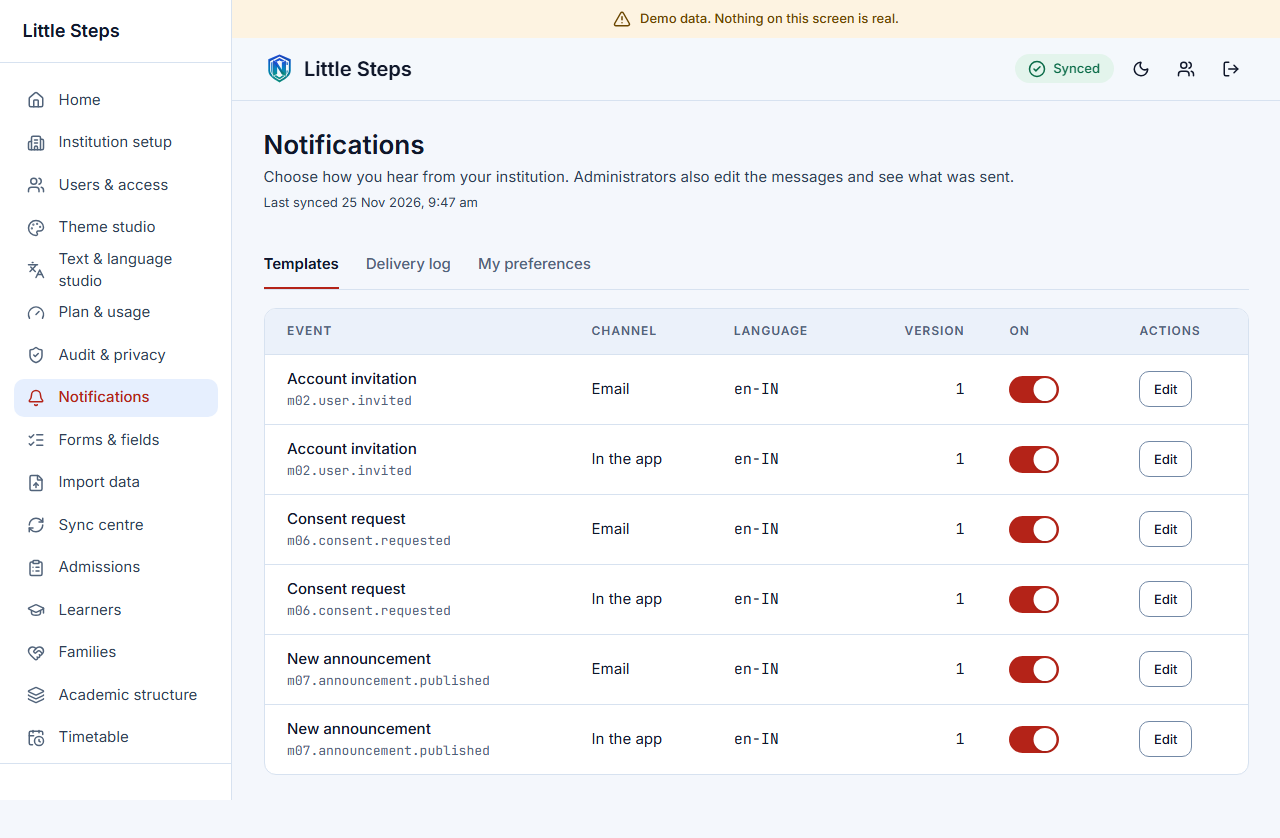 Little Steps
Home
Institution setup
Users & access
Theme studio
Text & language
studio
Plan & usage
Audit & privacy
Notifications
Forms & fields
Import data
Sync centre
Admissions
Learners
Families
Academic structure
Timetable
Demo data. Nothing on this screen is real.
Little Steps
Synced
Notifications
Choose how you hear from your institution. Administrators also edit the messages and see what was sent.
Last synced 25 Nov 2026, 9:47 am
Templates Delivery log My preferences
EVENT CHANNEL LANGUAGE VERSION ON ACTIONS
Account invitation
m02.user.invited
Email en-IN 1 Edit
Account invitation
m02.user.invited
In the app en-IN 1 Edit
Consent request
m06.consent.requested
Email en-IN 1 Edit
Consent request
m06.consent.requested
In the app en-IN 1 Edit
New announcement
m07.announcement.published
Email en-IN 1 Edit
New announcement
m07.announcement.published
In the app en-IN 1 Edit